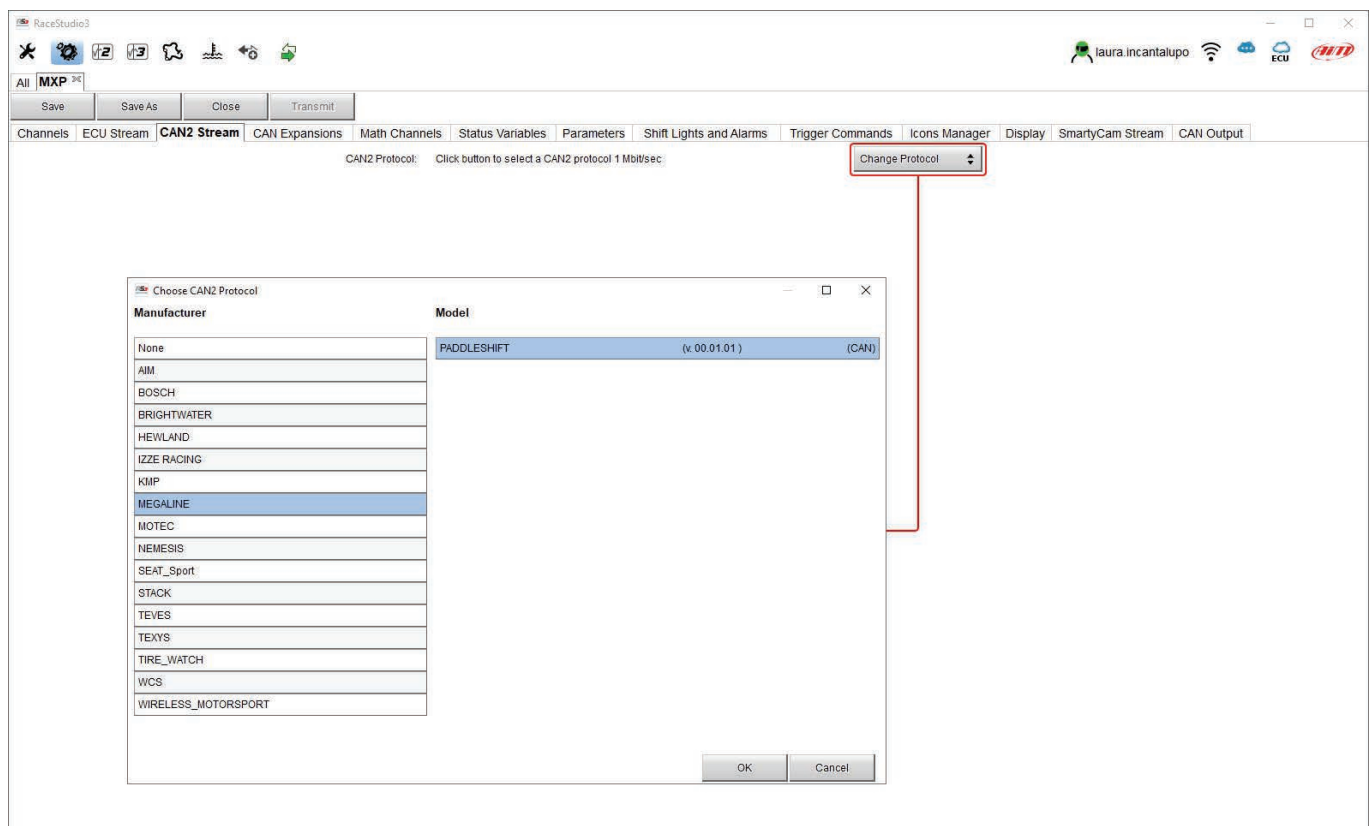 RaceStudio3
laura.incantalupo ECU AiM
All MXP
Save Save As Close Transmit
Channels ECU Stream CAN2 Stream CAN Expansions Math Channels Status Variables Parameters Shift Lights and Alarms Trigger Commands Icons Manager Display SmartyCam Stream CAN Output
CAN2 Protocol: Click button to select a CAN2 protocol 1 Mbit/sec Change Protocol
Choose CAN2 Protocol
Manufacturer Model
None PADDLESHIFT (v. 00.01.01 ) (CAN)
AIM
BOSCH
BRIGHTWATER
HEWLAND
IZZE RACING
KMP
MEGALINE
MOTEC
NEMESIS
SEAT_Sport
STACK
TEVES
TEXYS
TIRE_WATCH
WCS
WIRELESS_MOTORSPORT
OK Cancel